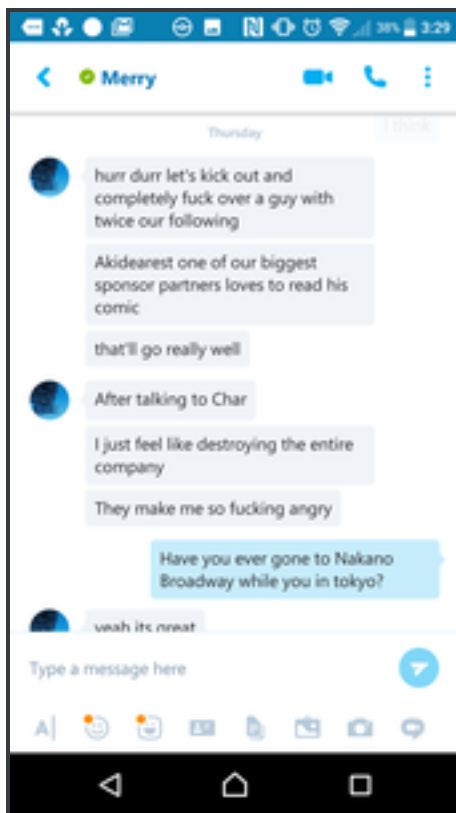 38% 3:29
Merry
Thursday
I think
hurr durr let's kick out and
completely fuck over a guy with
twice our following
Akidearest one of our biggest
sponsor partners loves to read his
comic
that'll go really well
After talking to Char
I just feel like destroying the entire
company
They make me so fucking angry
Have you ever gone to Nakano
Broadway while you in tokyo?
yeah its great
Type a message here